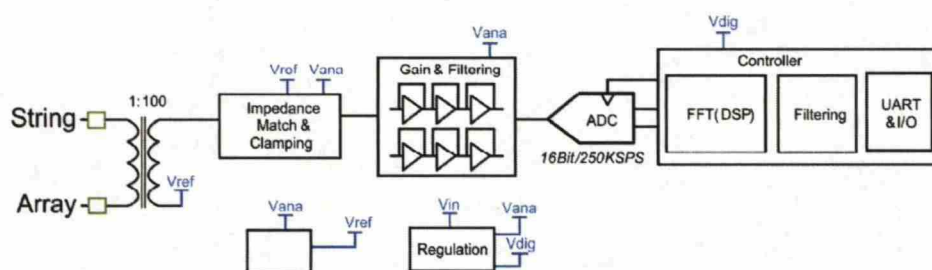 Vdig
Vana
Controller
Vref Vana
Gain & Filtering
1:100
String
Impedance
Match &
Clamping
ADC
FFT(DSP)
Filtering
UART
&I/O
16Bit/250KSPS
Vref
Array
Vana
Vref
Vin
Vana
Regulation
Vdig